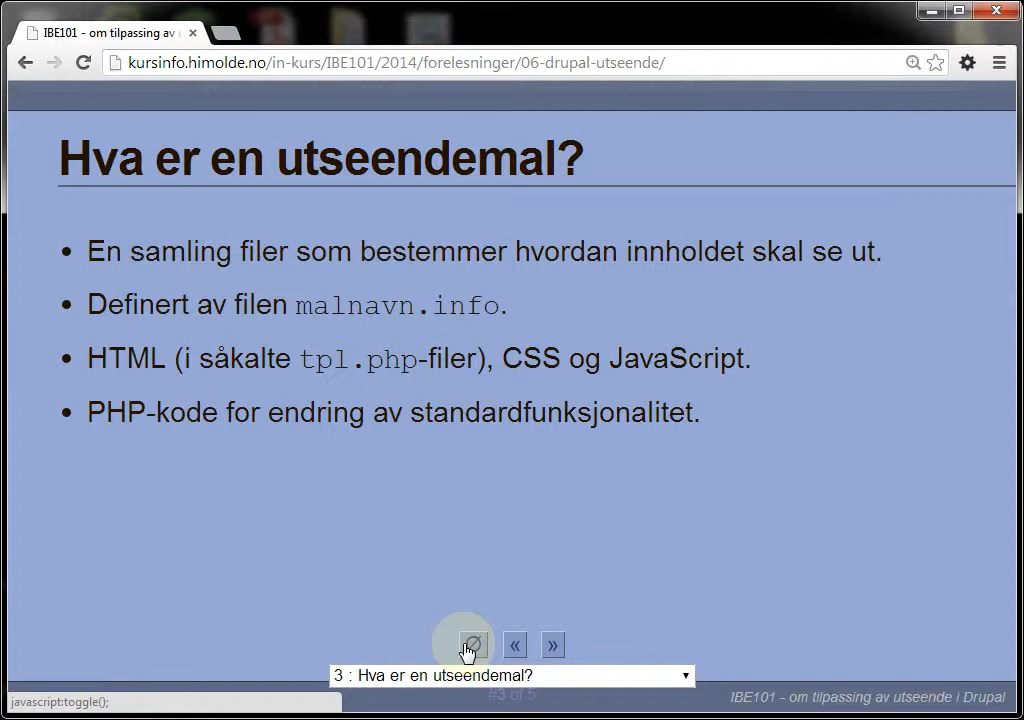 IBE101 - om tilpassing av
kursinfo.himolde.no/in-kurs/IBE101/2014/forelesninger/06-drupal-utseende/
Hva er en utseendemal?
• En samling filer som bestemmer hvordan innholdet skal se ut.
• Definert av filen malnavn.info.
• HTML (i såkalte tpl.php-filer), CSS og JavaScript.
• PHP-kode for endring av standardfunksjonalitet.
Ø « »
3 : Hva er en utseendemal?
#3 of 5
javascript:toggle();
IBE101 - om tilpassing av utseende i Drupal